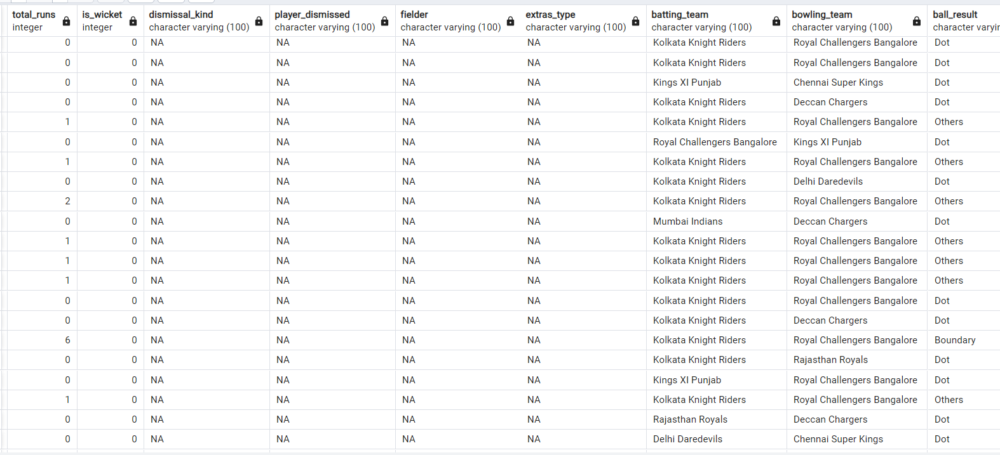 total_runs is_wicket dismissal_kind player_dismissed fielder extras_type batting_team bowling_team ball_result
integer integer character varying (100) character varying (100) character varying (100) character varying (100) character varying (100) character varying (100) character varyin
0 0 NA NA NA NA Kolkata Knight Riders Royal Challengers Bangalore Dot
0 0 NA NA NA NA Kolkata Knight Riders Royal Challengers Bangalore Dot
0 0 NA NA NA NA Kings XI Punjab Chennai Super Kings Dot
0 0 NA NA NA NA Kolkata Knight Riders Deccan Chargers Dot
1 0 NA NA NA NA Kolkata Knight Riders Royal Challengers Bangalore Others
0 0 NA NA NA NA Royal Challengers Bangalore Kings XI Punjab Dot
1 0 NA NA NA NA Kolkata Knight Riders Royal Challengers Bangalore Others
0 0 NA NA NA NA Kolkata Knight Riders Delhi Daredevils Dot
2 0 NA NA NA NA Kolkata Knight Riders Royal Challengers Bangalore Others
0 0 NA NA NA NA Mumbai Indians Deccan Chargers Dot
1 0 NA NA NA NA Kolkata Knight Riders Royal Challengers Bangalore Others
1 0 NA NA NA NA Kolkata Knight Riders Royal Challengers Bangalore Others
1 0 NA NA NA NA Kolkata Knight Riders Royal Challengers Bangalore Others
0 0 NA NA NA NA Kolkata Knight Riders Royal Challengers Bangalore Dot
0 0 NA NA NA NA Kolkata Knight Riders Deccan Chargers Dot
6 0 NA NA NA NA Kolkata Knight Riders Royal Challengers Bangalore Boundary
0 0 NA NA NA NA Kolkata Knight Riders Rajasthan Royals Dot
0 0 NA NA NA NA Kings XI Punjab Royal Challengers Bangalore Dot
1 0 NA NA NA NA Kolkata Knight Riders Royal Challengers Bangalore Others
0 0 NA NA NA NA Rajasthan Royals Deccan Chargers Dot
0 0 NA NA NA NA Delhi Daredevils Chennai Super Kings Dot